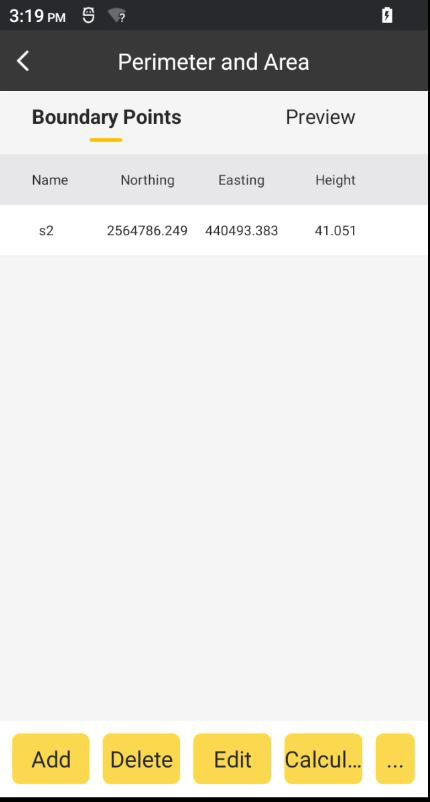 3:19 PM ?
Perimeter and Area
Boundary Points Preview
Name Northing Easting Height
s2 2564786.249 440493.383 41.051
Add Delete Edit Calcul... ...